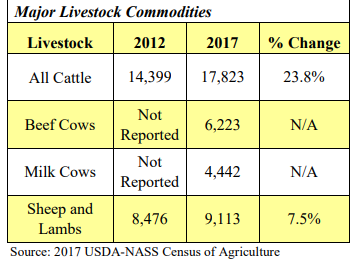 Major Livestock Commodities
Livestock 2012 2017 % Change
All Cattle 14,399 17,823 23.8%
Beef Cows Not Reported 6,223 N/A
Milk Cows Not Reported 4,442 N/A
Sheep and Lambs 8,476 9,113 7.5%
Source: 2017 USDA-NASS Census of Agriculture